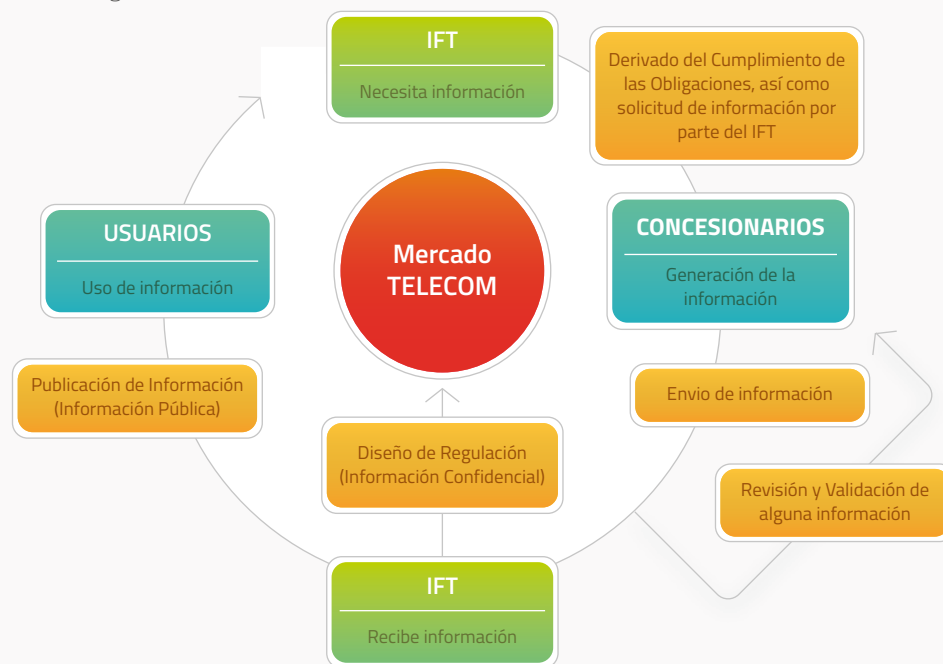 IFT
Necesita información
Derivado del Cumplimiento de
las Obligaciones, así como
solicitud de información por
parte del IFT
USUARIOS
Uso de información
Mercado
TELECOM
CONCESIONARIOS
Generación de la
información
Publicación de Información
(Información Pública)
Envio de información
Diseño de Regulación
(Información Confidencial)
Revisión y Validación de
alguna información
IFT
Recibe información